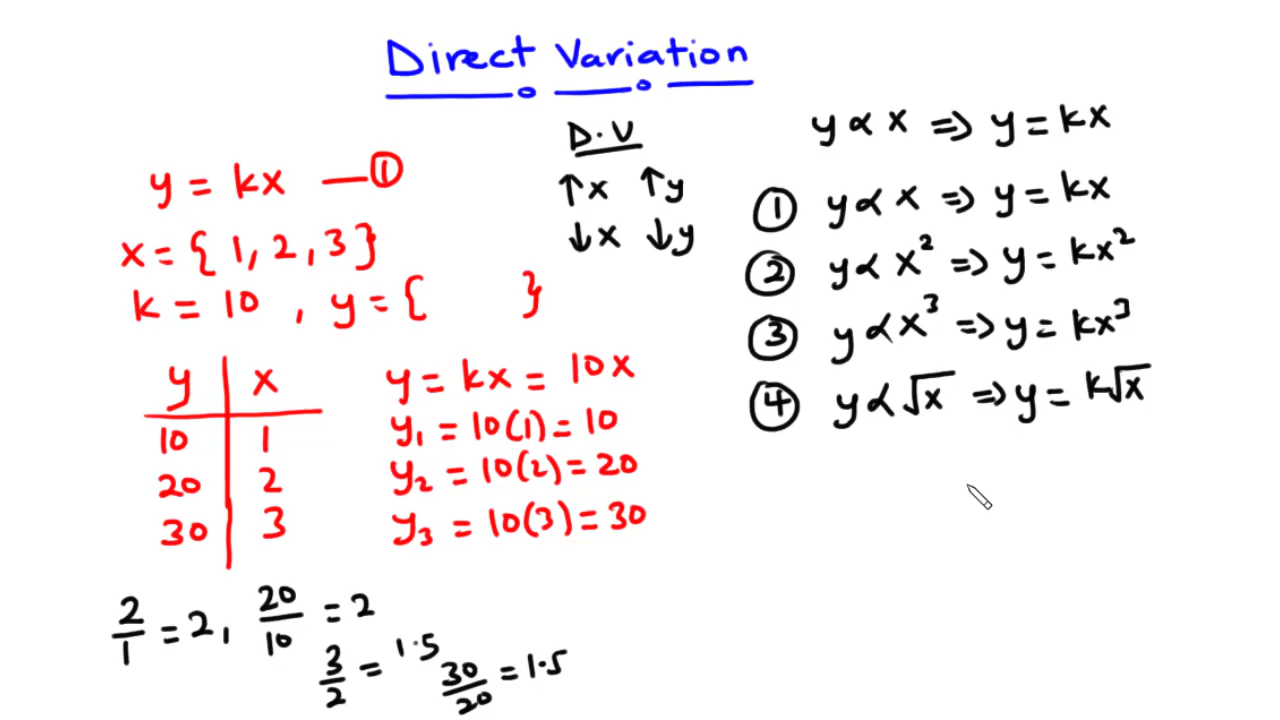 Direct Variation
y = kx —①
x = { 1, 2, 3 }
k = 10 , y = {      }
y | x
10 | 1
20 | 2
30 | 3
y = kx = 10x
y₁ = 10(1) = 10
y₂ = 10(2) = 20
y₃ = 10(3) = 30
2/1 = 2, 20/10 = 2
3/2 = 1·5 30/20 = 1·5
D·V
↑x ↑y
↓x ↓y
y ∝ x ⇒ y = kx
① y ∝ x ⇒ y = kx
② y ∝ x² ⇒ y = kx²
③ y ∝ x³ ⇒ y = kx³
④ y ∝ √x ⇒ y = k√x